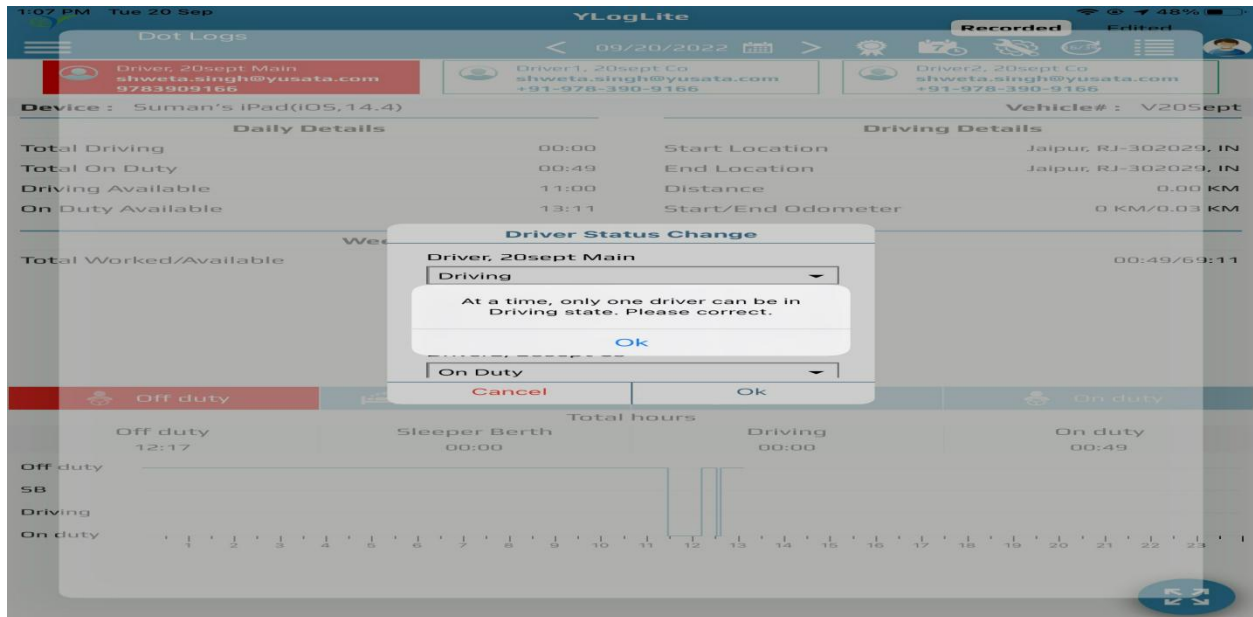 1:07 PM Tue 20 Sep
YLogLite
48%
Recorded Edited
Dot Logs
< 09/20/2022 >
Driver, 20sept Main
shweta.singh@yusata.com
9783909166
Driver1, 20sept Co
shweta.singh@yusata.com
+91-978-390-9166
Driver2, 20sept Co
shweta.singh@yusata.com
+91-978-390-9166
Device : Suman's iPad(iOS,14.4)
Vehicle# : V20Sept
Daily Details
Driving Details
Total Driving 00:00
Start Location Jaipur, RJ-302029, IN
Total On Duty 00:49
End Location Jaipur, RJ-302029, IN
Driving Available 11:00
Distance 0.00 KM
On Duty Available 13:11
Start/End Odometer 0 KM/0.03 KM
Wee
Total Worked/Available 00:49/69:11
Driver Status Change
Driver, 20sept Main
Driving
At a time, only one driver can be in
Driving state. Please correct.
Ok
On Duty
Cancel Ok
Off duty
On duty
Total hours
Off duty Sleeper Berth Driving On duty
12:17 00:00 00:00 00:49
Off duty
SB
Driving
On duty
1 2 3 4 5 6 7 8 9 10 11 12 13 14 15 16 17 18 19 20 21 22 23